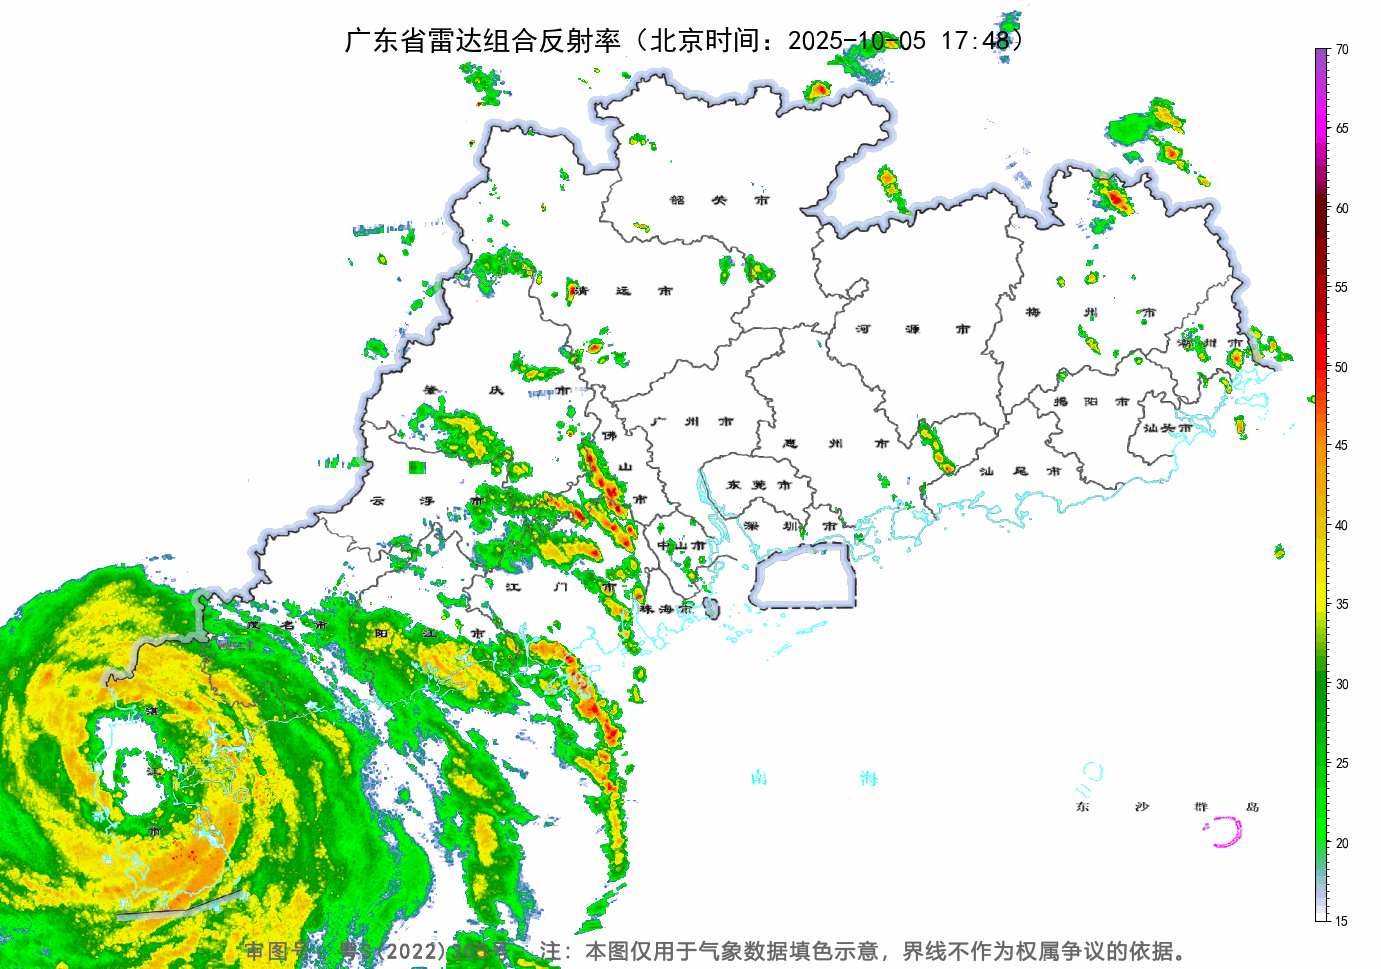 广东省雷达组合反射率（北京时间：2025-10-05 17:48）
70
65
60
55
50
45
40
35
30
25
20
15
韶 关 市
清 远 市
河 源 市
梅 州 市
潮 州 市
肇 庆 市
广 州 市
佛 山 市
惠 州 市
揭 阳 市
汕头市
云 浮 市
东 莞 市
汕 尾 市
深 圳 市
中山市
江 门 市
珠海市
茂 名 市
阳 江 市
湛 江 市
南 海
东 沙 群 岛
审图号：粤S(2022) 注：本图仅用于气象数据填色示意，界线不作为权属争议的依据。